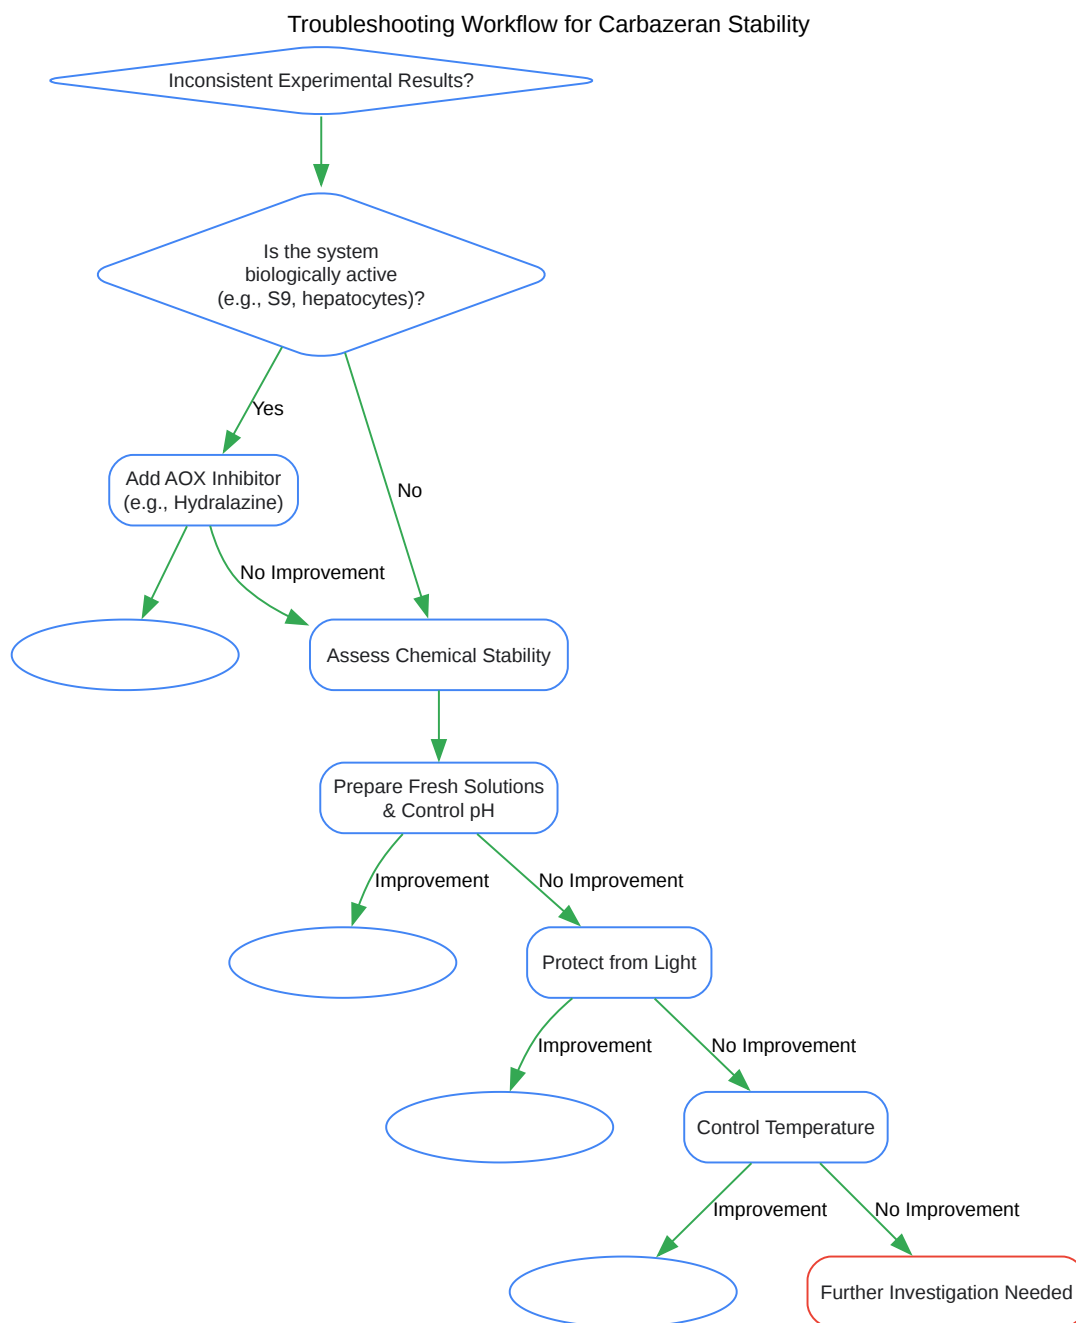 Troubleshooting Workflow for Carbazeran Stability
Inconsistent Experimental Results?
Is the system
biologically active
(e.g., S9, hepatocytes)?
Yes
No
Add AOX Inhibitor
(e.g., Hydralazine)
No Improvement
Assess Chemical Stability
Prepare Fresh Solutions
& Control pH
Improvement
No Improvement
Protect from Light
Improvement
No Improvement
Control Temperature
Improvement
No Improvement
Further Investigation Needed